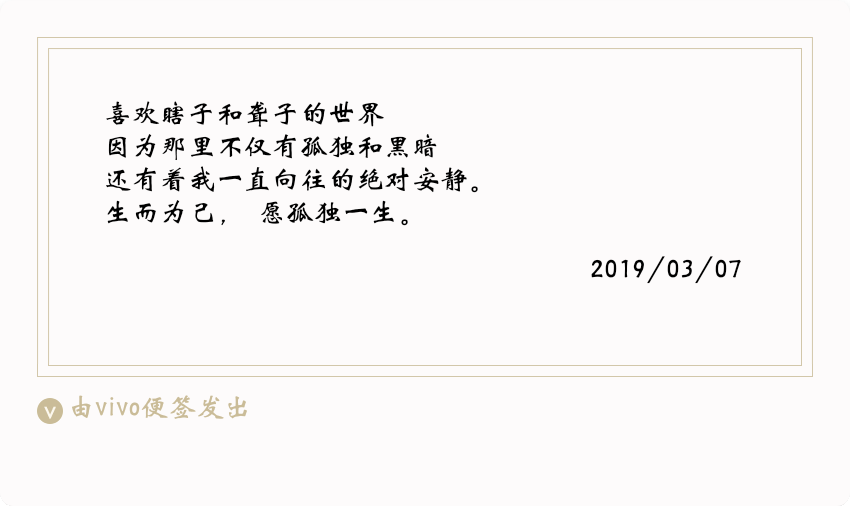 喜欢瞎子和聋子的世界
因为那里不仅有孤独和黑暗
还有着我一直向往的绝对安静。
生而为己， 愿孤独一生。
2019/03/07
由vivo便签发出